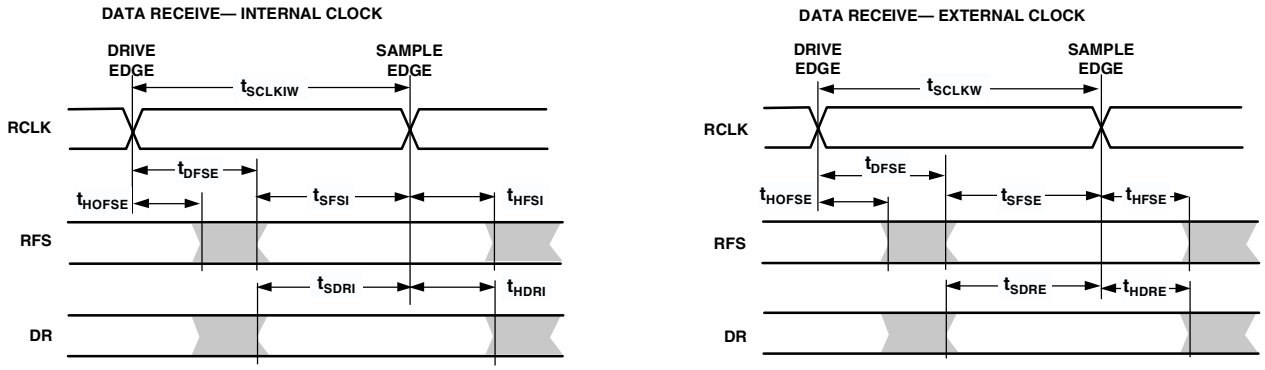 DATA RECEIVE— INTERNAL CLOCK
DRIVE
EDGE
SAMPLE
EDGE
tSCLKIW
RCLK
tDFSE
tHOFSE
tSFSI
tHFSI
RFS
tSDRI
tHDRI
DR
DATA RECEIVE— EXTERNAL CLOCK
DRIVE
EDGE
SAMPLE
EDGE
tSCLKW
RCLK
tDFSE
tHOFSE
tSFSE
tHFSE
RFS
tSDRE
tHDRE
DR